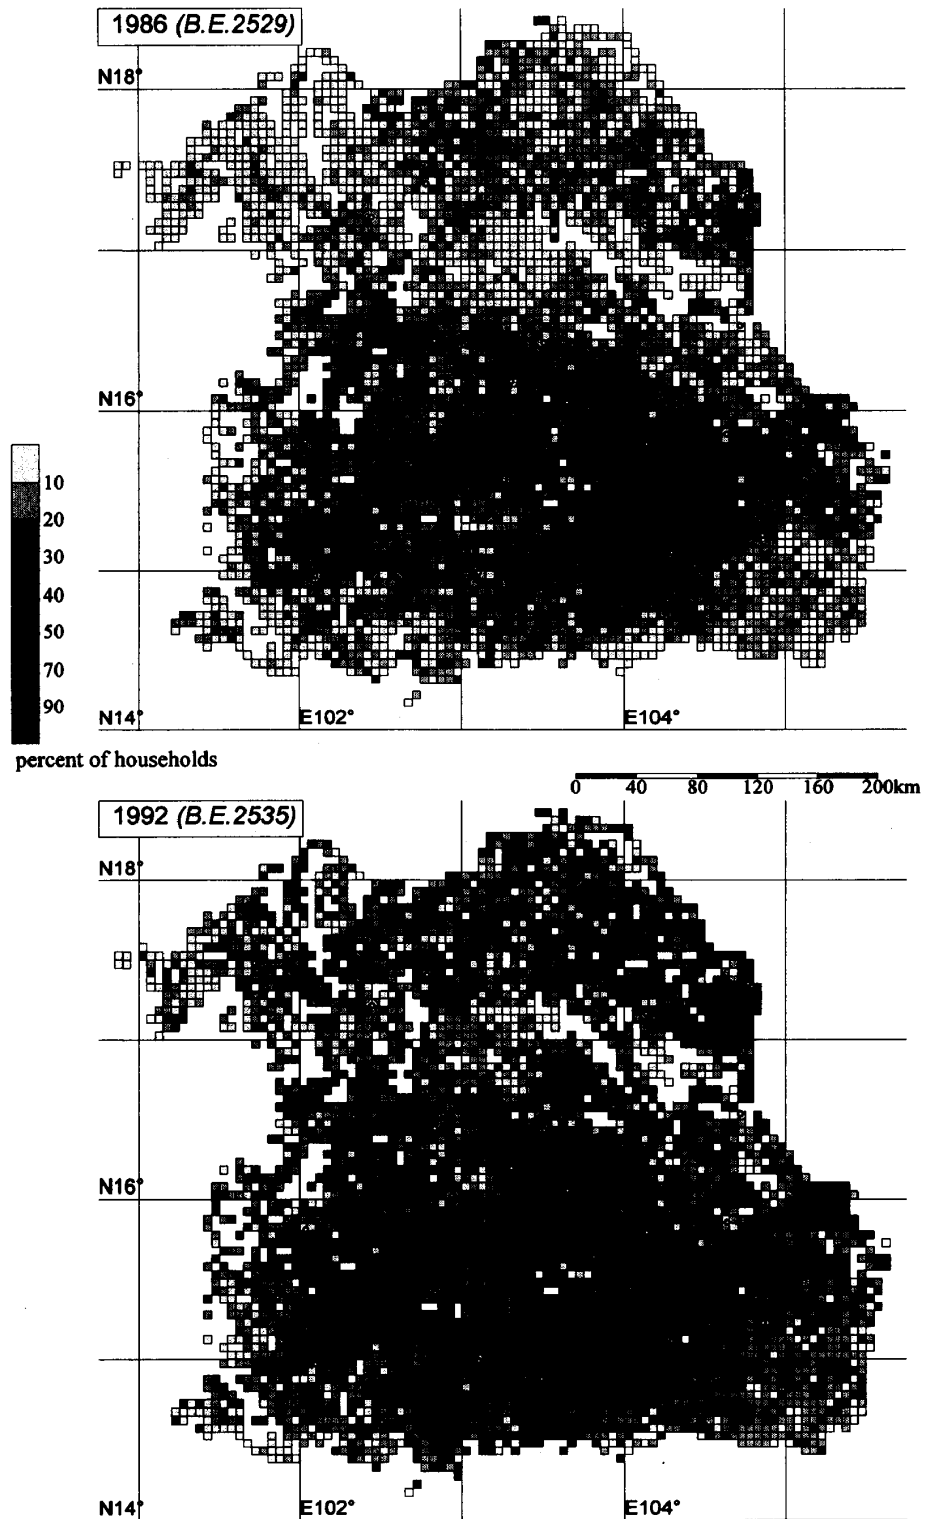 1986 (B.E.2529)
N18°
N16°
10
20
30
40
50
70
90
N14°
E102°
E104°
percent of households
0 40 80 120 160 200km
1992 (B.E.2535)
N18°
N16°
N14°
E102°
E104°